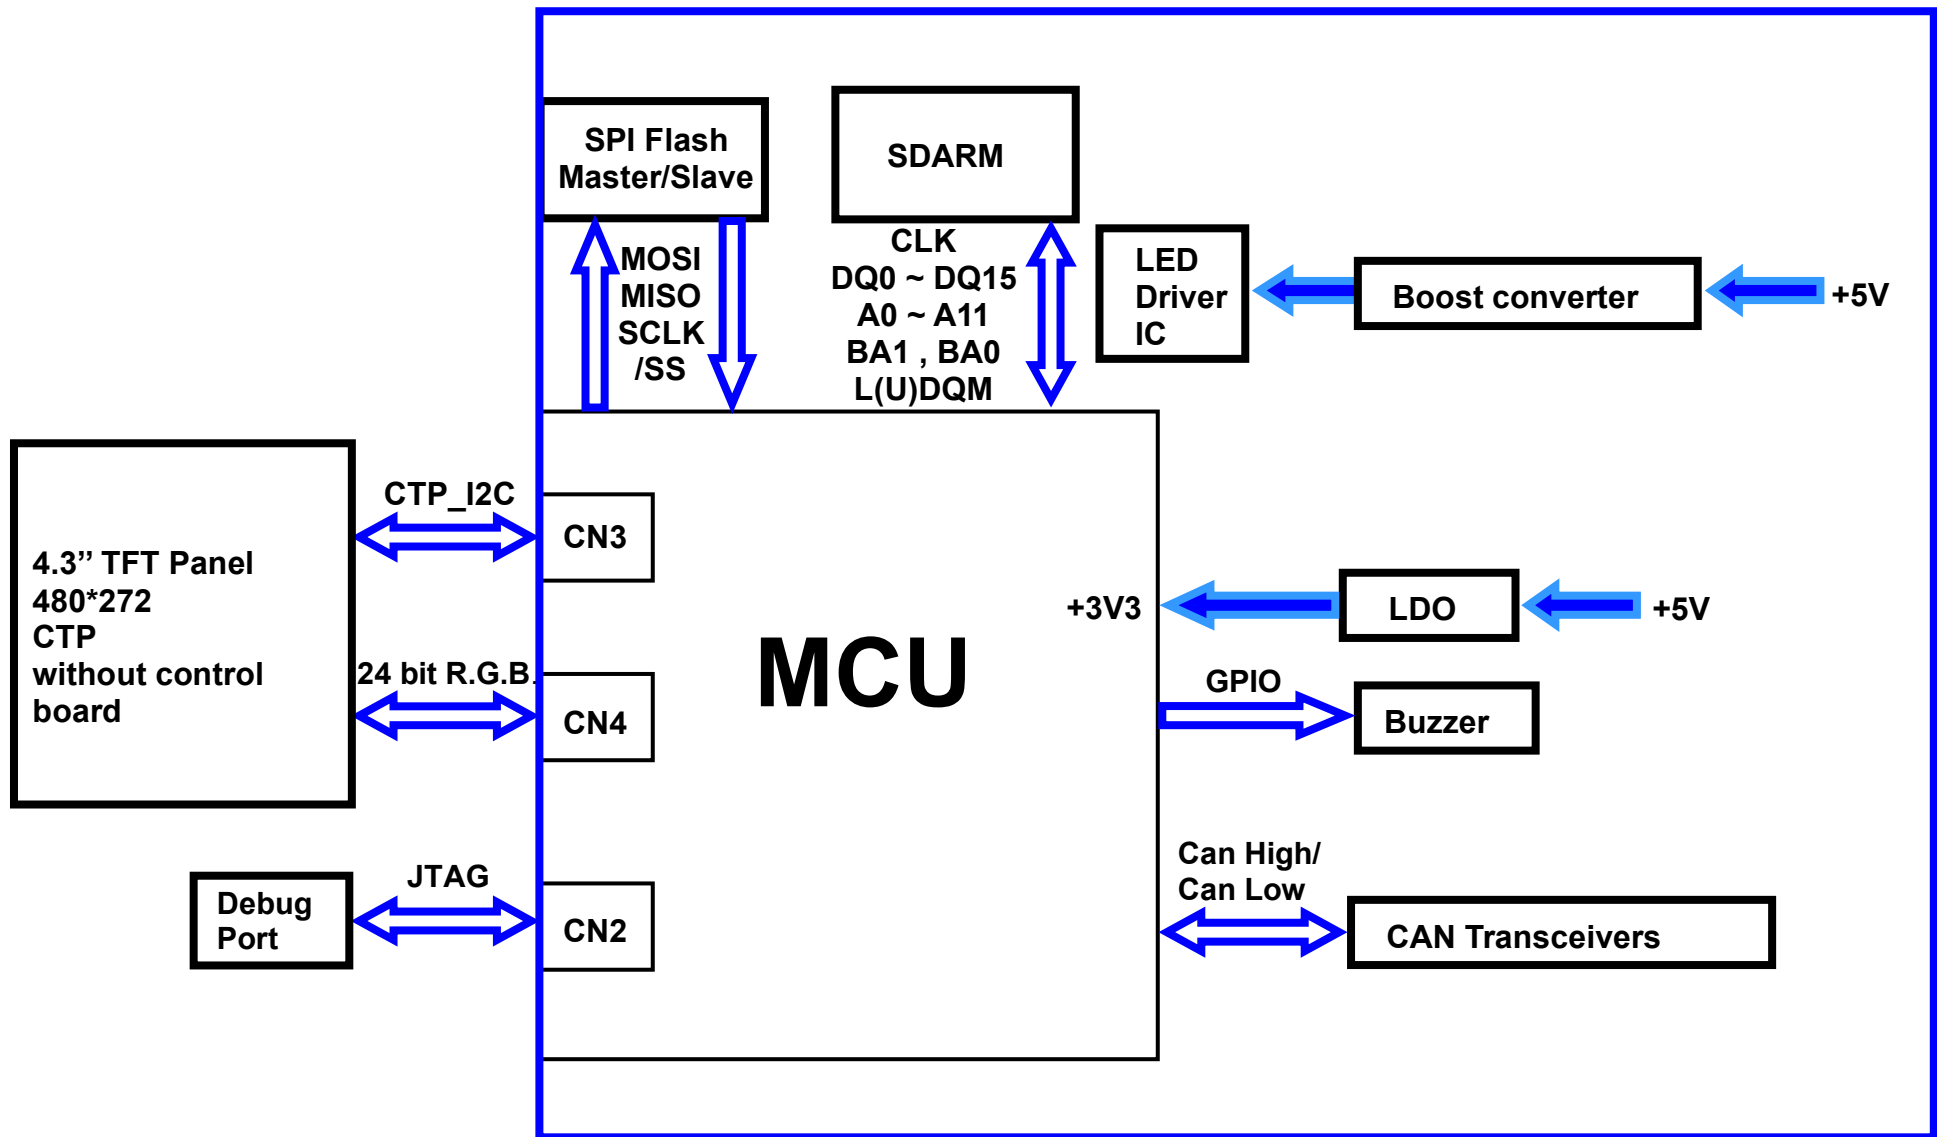 SPI Flash
Master/Slave
SDARM
MOSI
MISO
SCLK
/SS
CLK
DQ0 ~ DQ15
A0 ~ A11
BA1 , BA0
L(U)DQM
LED
Driver
IC
Boost converter
+5V
4.3’’ TFT Panel
480*272
CTP
without control
board
CTP_I2C
CN3
24 bit R.G.B.
CN4
MCU
+3V3
LDO
+5V
GPIO
Buzzer
Debug
Port
JTAG
CN2
Can High/
Can Low
CAN Transceivers